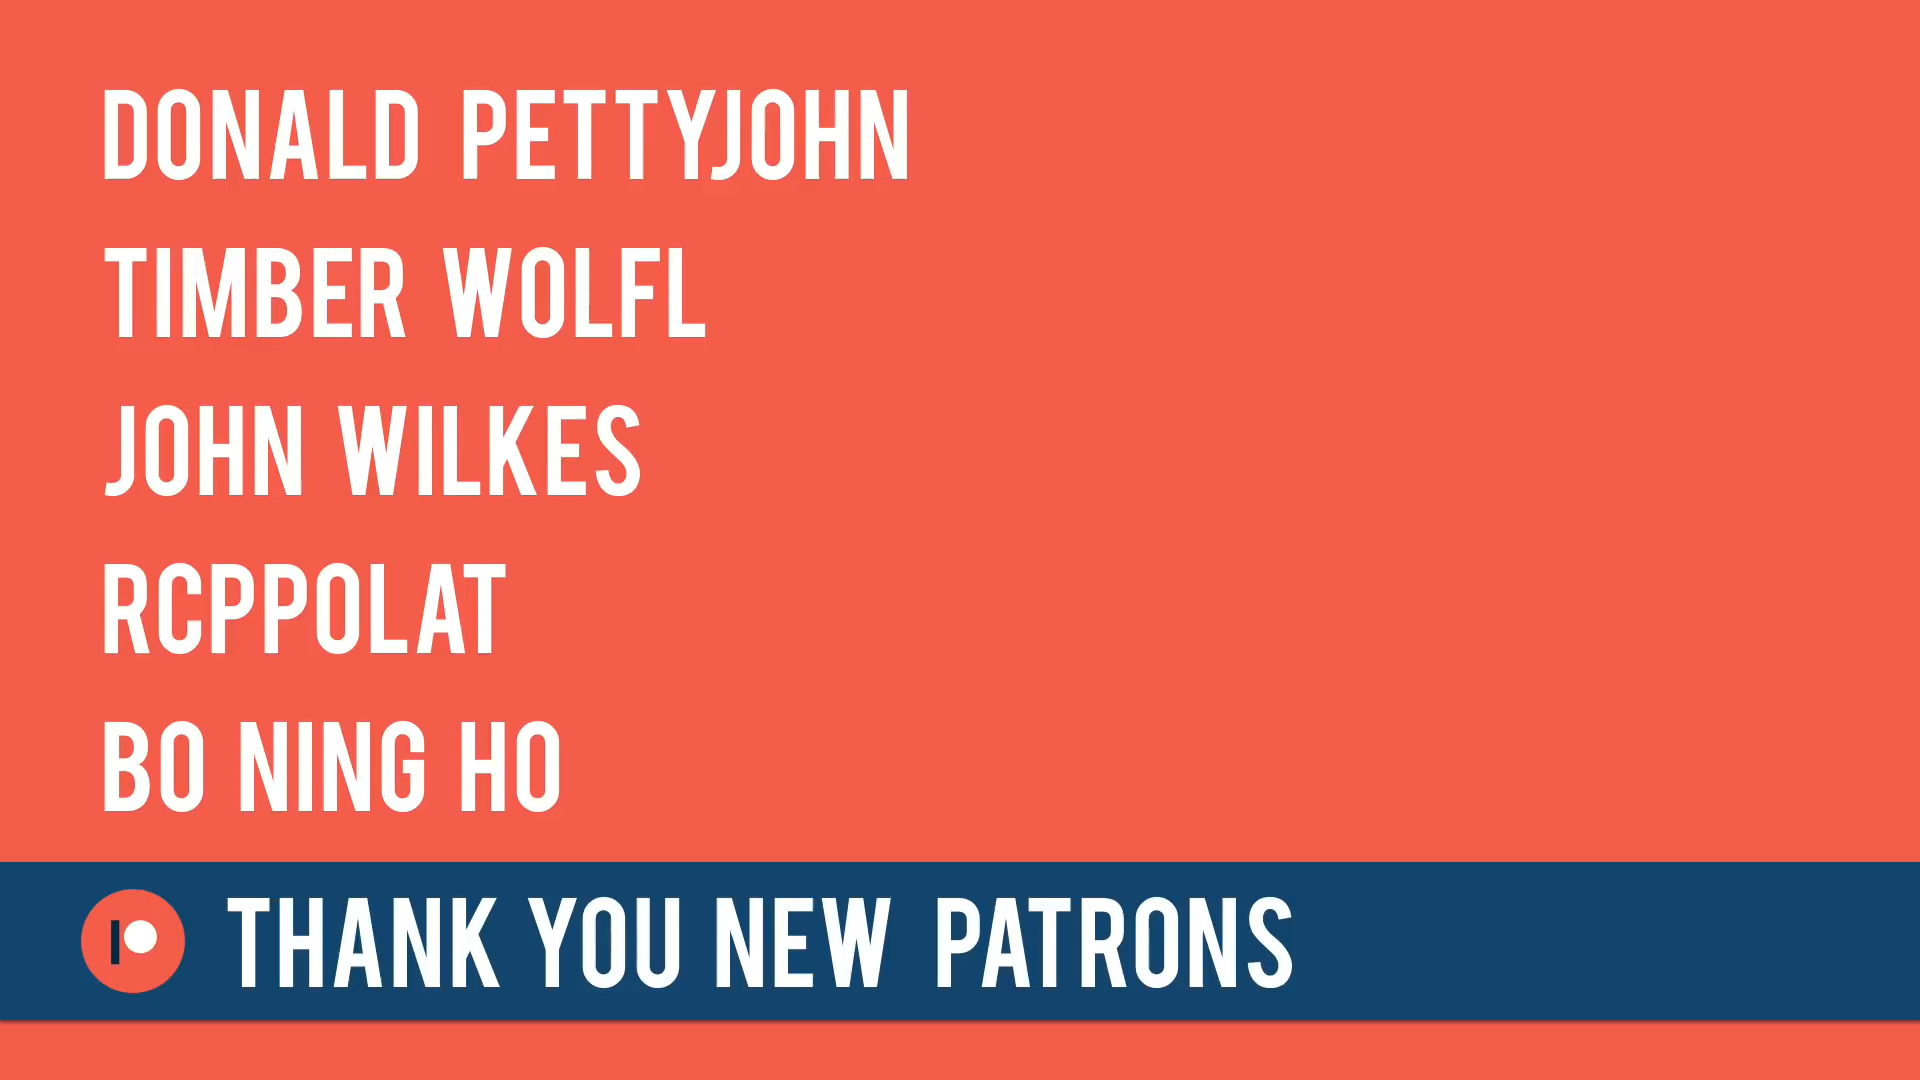 DONALD PETTYJOHN
TIMBER WOLFL
JOHN WILKES
RCPPOLAT
BO NING HO
THANK YOU NEW PATRONS